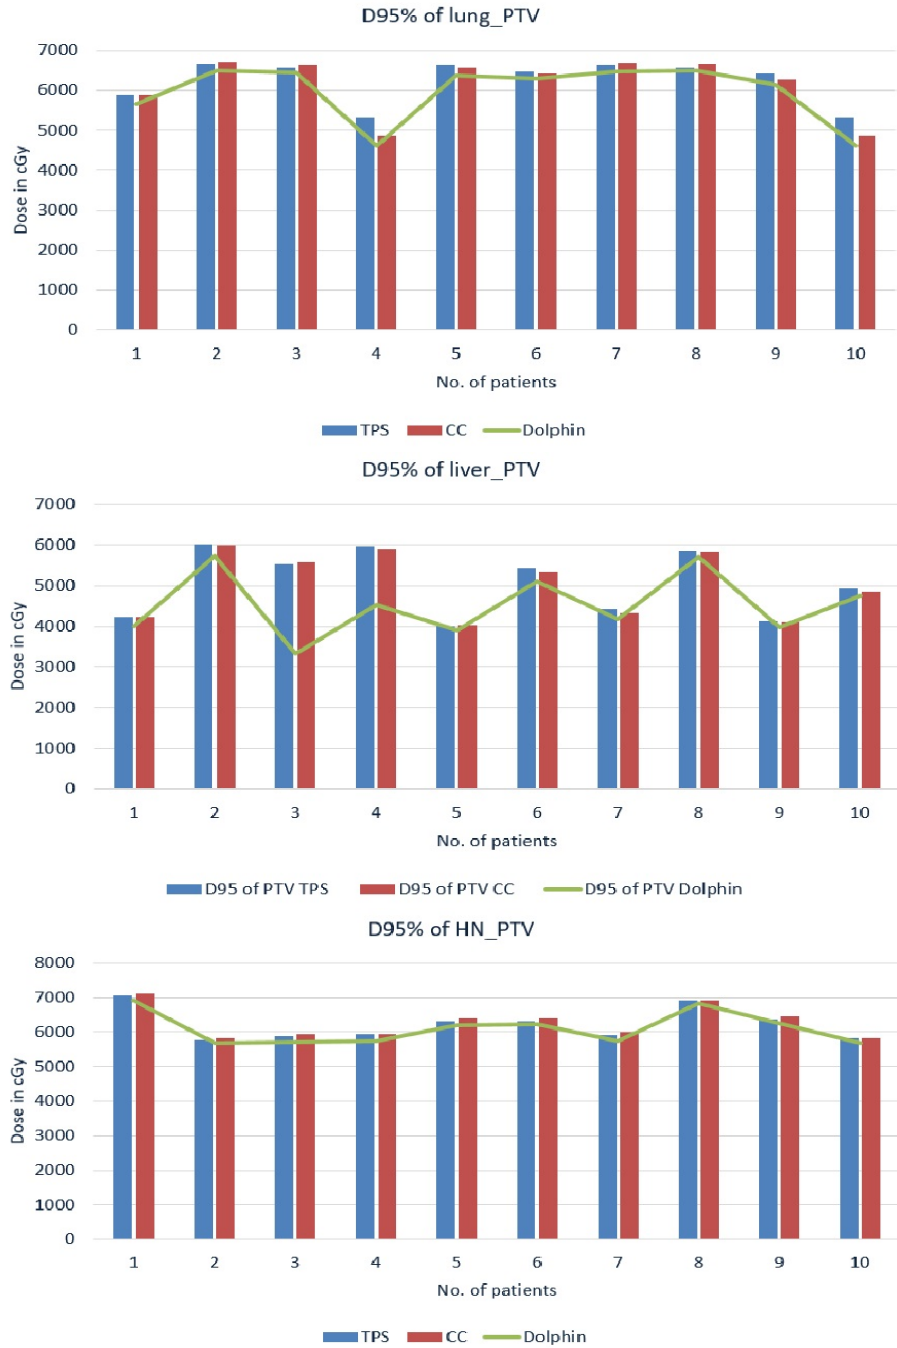 D95% of lung_PTV
7000
6000
5000
4000
3000
2000
1000
0
Dose in cGy
1 2 3 4 5 6 7 8 9 10
No. of patients
TPS CC Dolphin
D95% of liver_PTV
7000
6000
5000
4000
3000
2000
1000
0
Dose in cGy
1 2 3 4 5 6 7 8 9 10
No. of patients
D95 of PTV TPS D95 of PTV CC D95 of PTV Dolphin
D95% of HN_PTV
8000
7000
6000
5000
4000
3000
2000
1000
0
Dose in cGy
1 2 3 4 5 6 7 8 9 10
No. of patients
TPS CC Dolphin